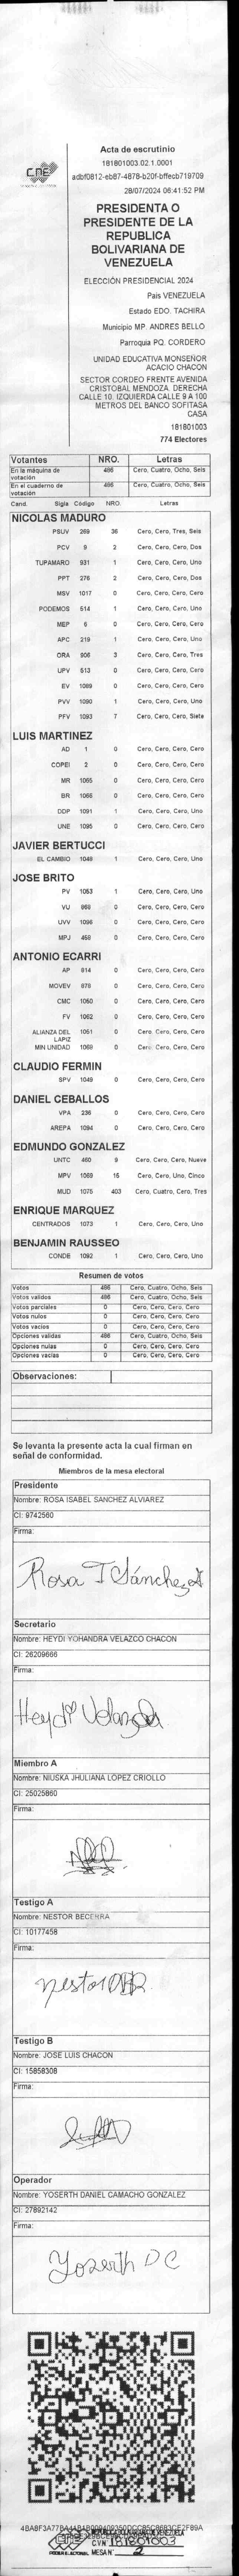 CNE
Acta de escrutinio
181801003.02.1.0001
adbf0812-eb87-4878-b20f-bffecb719709
28/07/2024 06:41:52 PM
PRESIDENTA O
PRESIDENTE DE LA
REPUBLICA
BOLIVARIANA DE
VENEZUELA
ELECCIÓN PRESIDENCIAL 2024
Pais VENEZUELA
Estado EDO. TACHIRA
Municipio MP. ANDRES BELLO
Parroquia PQ. CORDERO
UNIDAD EDUCATIVA MONSEÑOR
ACACIO CHACON
SECTOR CORDEO FRENTE AVENIDA
CRISTOBAL MENDOZA. DERECHA
CALLE 10. IZQUIERDA CALLE 9 A 100
METROS DEL BANCO SOFITASA
CASA
181801003
774 Electores
Votantes NRO. Letras
En la máquina de votación 486 Cero, Cuatro, Ocho, Seis
En el cuaderno de votación 486 Cero, Cuatro, Ocho, Seis
Cand. Sigla Código NRO. Letras
NICOLAS MADURO
PSUV 269 36 Cero, Cero, Tres, Seis
PCV 9 2 Cero, Cero, Cero, Dos
TUPAMARO 931 1 Cero, Cero, Cero, Uno
PPT 276 2 Cero, Cero, Cero, Dos
MSV 1017 0 Cero, Cero, Cero, Cero
PODEMOS 514 1 Cero, Cero, Cero, Uno
MEP 6 0 Cero, Cero, Cero, Cero
APC 219 1 Cero, Cero, Cero, Uno
ORA 906 3 Cero, Cero, Cero, Tres
UPV 513 0 Cero, Cero, Cero, Cero
EV 1089 0 Cero, Cero, Cero, Cero
PVV 1090 1 Cero, Cero, Cero, Uno
PFV 1093 7 Cero, Cero, Cero, Siete
LUIS MARTINEZ
AD 1 0 Cero, Cero, Cero, Cero
COPEI 2 0 Cero, Cero, Cero, Cero
MR 1065 0 Cero, Cero, Cero, Cero
BR 1066 0 Cero, Cero, Cero, Cero
DDP 1091 1 Cero, Cero, Cero, Uno
UNE 1095 0 Cero, Cero, Cero, Cero
JAVIER BERTUCCI
EL CAMBIO 1048 1 Cero, Cero, Cero, Uno
JOSE BRITO
PV 1053 1 Cero, Cero, Cero, Uno
VU 868 0 Cero, Cero, Cero, Cero
UVV 1096 0 Cero, Cero, Cero, Cero
MPJ 459 0 Cero, Cero, Cero, Cero
ANTONIO ECARRI
AP 814 0 Cero, Cero, Cero, Cero
MOVEV 878 0 Cero, Cero, Cero, Cero
CMC 1050 0 Cero, Cero, Cero, Cero
FV 1062 0 Cero, Cero, Cero, Cero
ALIANZA DEL LAPIZ 1051 0 Cero, Cero, Cero, Cero
MIN UNIDAD 1069 0 Cero, Cero, Cero, Cero
CLAUDIO FERMIN
SPV 1049 0 Cero, Cero, Cero, Cero
DANIEL CEBALLOS
VPA 236 0 Cero, Cero, Cero, Cero
AREPA 1094 0 Cero, Cero, Cero, Cero
EDMUNDO GONZALEZ
UNTC 460 9 Cero, Cero, Cero, Nueve
MPV 1069 15 Cero, Cero, Uno, Cinco
MUD 1075 403 Cero, Cuatro, Cero, Tres
ENRIQUE MARQUEZ
CENTRADOS 1073 1 Cero, Cero, Cero, Uno
BENJAMIN RAUSSEO
CONDE 1092 1 Cero, Cero, Cero, Uno
Resumen de votos
Votos 486 Cero, Cuatro, Ocho, Seis
Votos validos 486 Cero, Cuatro, Ocho, Seis
Votos parciales 0 Cero, Cero, Cero, Cero
Votos nulos 0 Cero, Cero, Cero, Cero
Votos vacios 0 Cero, Cero, Cero, Cero
Opciones validas 486 Cero, Cuatro, Ocho, Seis
Opciones nulas 0 Cero, Cero, Cero, Cero
Opciones vacias 0 Cero, Cero, Cero, Cero
Observaciones:
Se levanta la presente acta la cual firman en
señal de conformidad.
Miembros de la mesa electoral
Presidente
Nombre: ROSA ISABEL SANCHEZ ALVIAREZ
CI: 9742560
Firma:
Rosa I Sánchez A
Secretario
Nombre: HEYDI YOHANDRA VELAZCO CHACON
CI: 26209666
Firma:
Heydi Velazco
Miembro A
Nombre: NIUSKA JHULIANA LOPEZ CRIOLLO
CI: 25025860
Firma:
Testigo A
Nombre: NESTOR BECERRA
CI: 10177458
Firma:
Nestor
Testigo B
Nombre: JOSE LUIS CHACON
CI: 15858308
Firma:
Operador
Nombre: YOSERTH DANIEL CAMACHO GONZALEZ
CI: 27892142
Firma:
Yoserth D C
CNE
PODER ELECTORAL
CVN 181801003
MESA N° 2